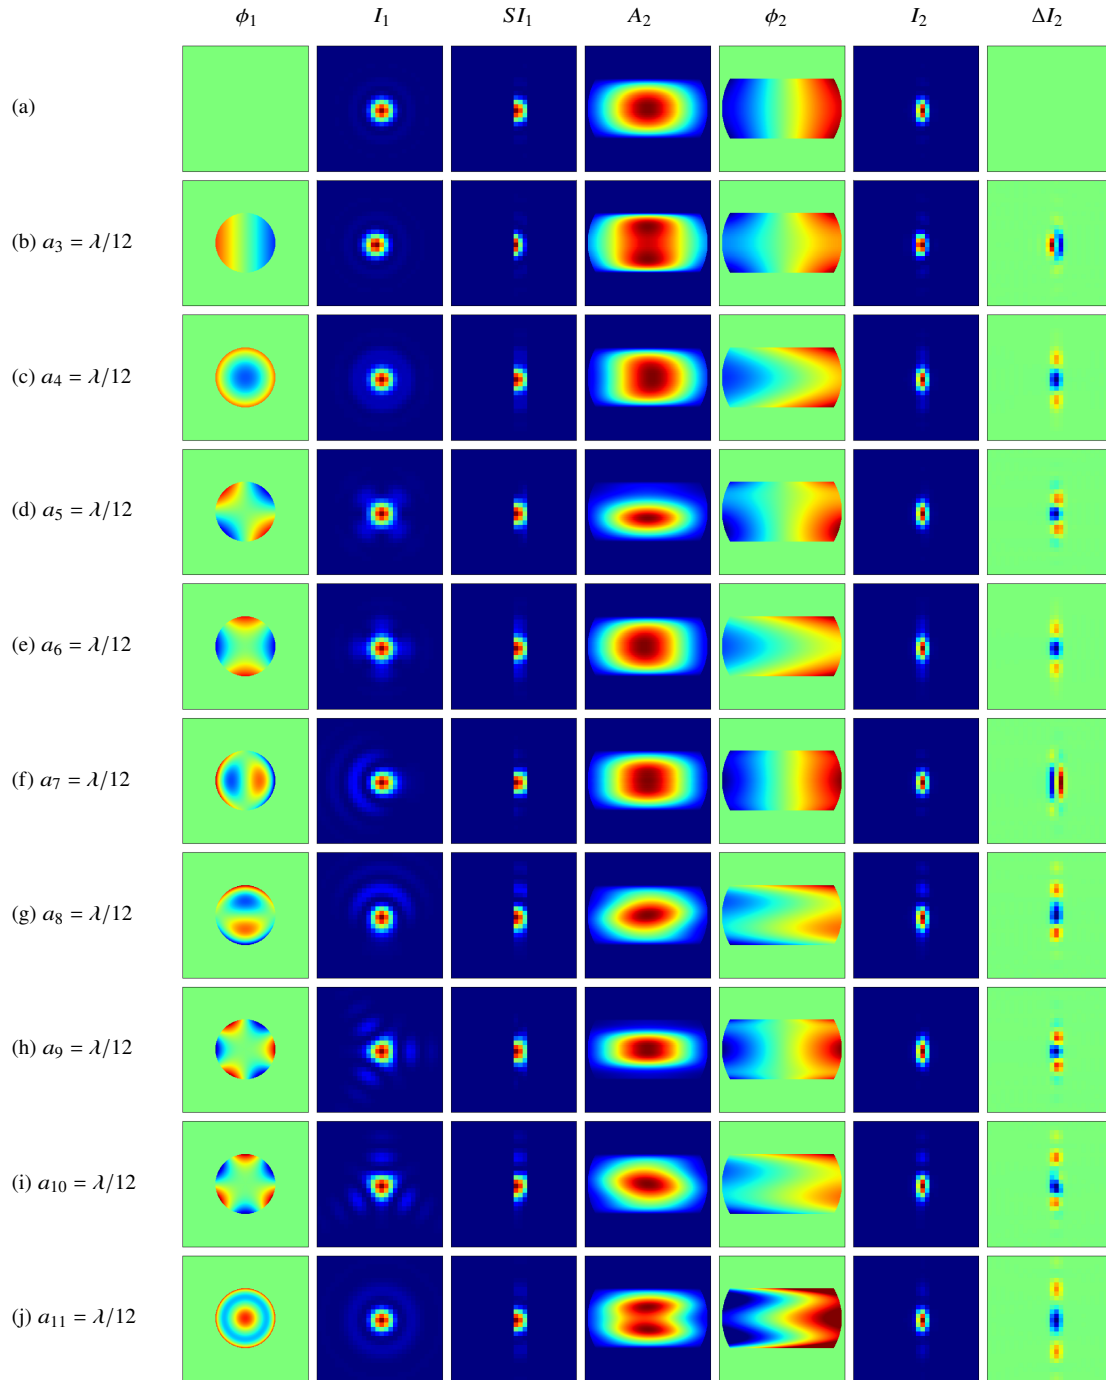 ϕ₁ I₁ SI₁ A₂ ϕ₂ I₂ ΔI₂
(a)
(b) a₃ = λ/12
(c) a₄ = λ/12
(d) a₅ = λ/12
(e) a₆ = λ/12
(f) a₇ = λ/12
(g) a₈ = λ/12
(h) a₉ = λ/12
(i) a₁₀ = λ/12
(j) a₁₁ = λ/12